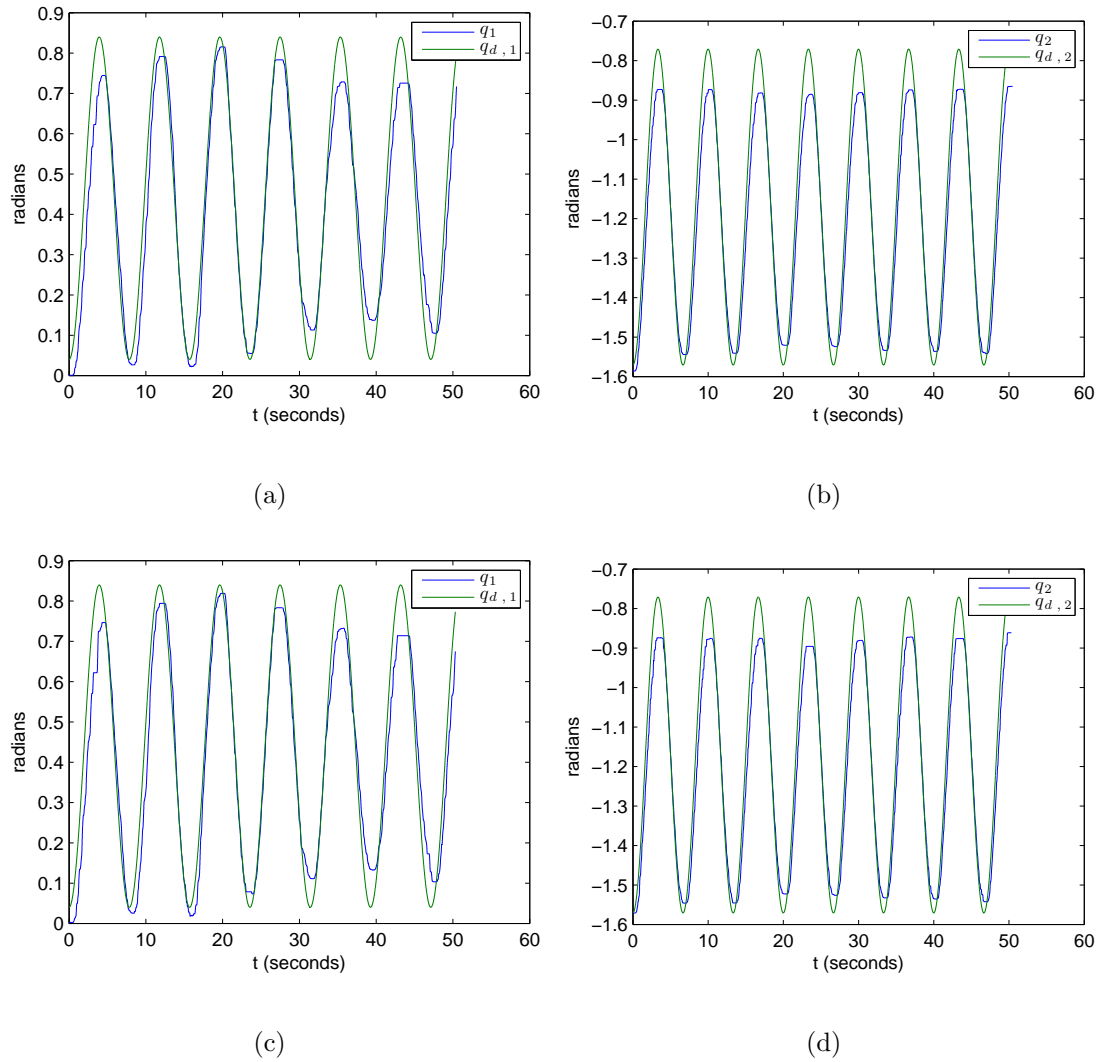 0.9
0.8
0.7
0.6
0.5
0.4
0.3
0.2
0.1
0
radians
0 10 20 30 40 50 60
t (seconds)
q1
qd , 1
(a)
−0.7
−0.8
−0.9
−1
−1.1
−1.2
−1.3
−1.4
−1.5
−1.6
radians
0 10 20 30 40 50 60
t (seconds)
q2
qd , 2
(b)
0.9
0.8
0.7
0.6
0.5
0.4
0.3
0.2
0.1
0
radians
0 10 20 30 40 50 60
t (seconds)
q1
qd , 1
(c)
−0.7
−0.8
−0.9
−1
−1.1
−1.2
−1.3
−1.4
−1.5
−1.6
radians
0 10 20 30 40 50 60
t (seconds)
q2
qd , 2
(d)